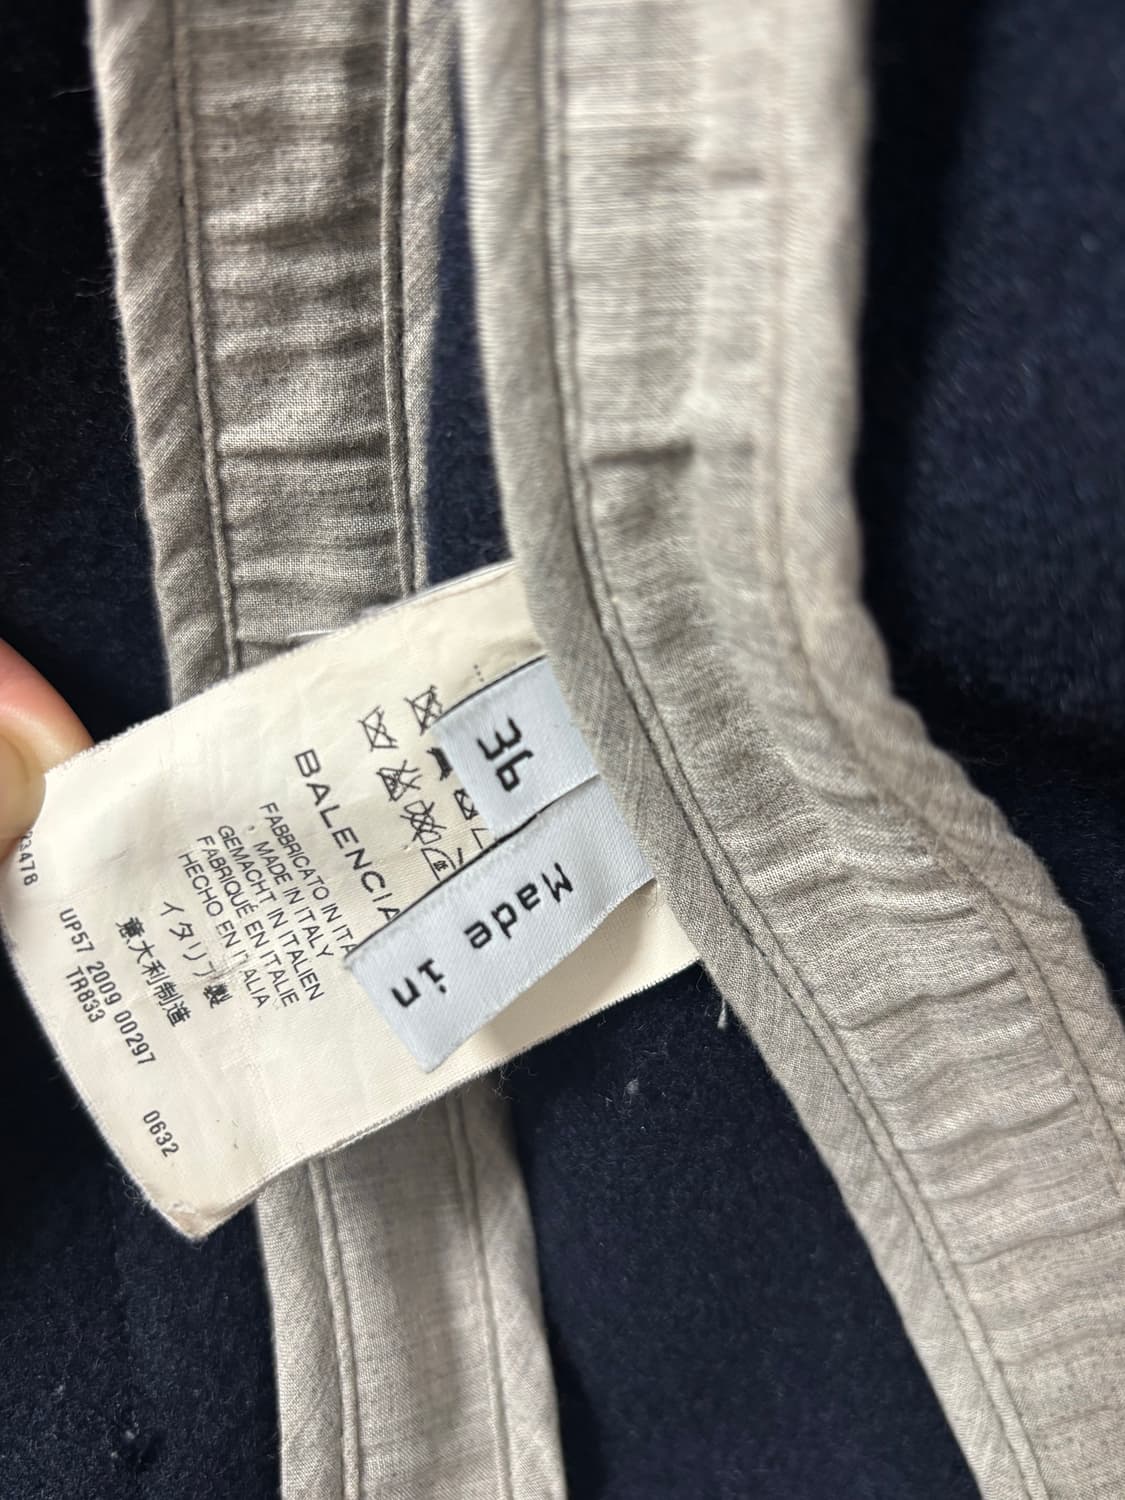 36
Made in
BALENCIA
FABBRICATO IN ITA
MADE IN ITALY
GEMACHT IN ITALIEN
FABRIQUÉ EN ITALIE
HECHO EN ITALIA
イタリア製
意大利制造
UP57 2009 00297 0632
TR833